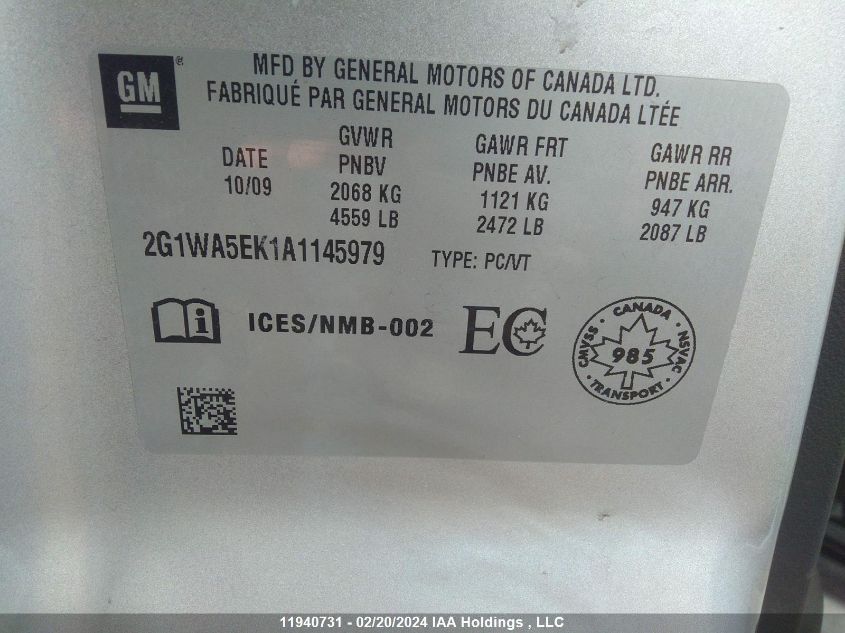 GM®
MFD BY GENERAL MOTORS OF CANADA LTD.
FABRIQUÉ PAR GENERAL MOTORS DU CANADA LTÉE
DATE
10/09
GVWR
PNBV
2068 KG
4559 LB
GAWR FRT
PNBE AV.
1121 KG
2472 LB
GAWR RR
PNBE ARR.
947 KG
2087 LB
2G1WA5EK1A1145979 TYPE: PC/VT
i ICES/NMB-002 EC
CANADA
CMVSS 985 NSVAC
· TRANSPORT ·
11940731 - 02/20/2024 IAA Holdings , LLC